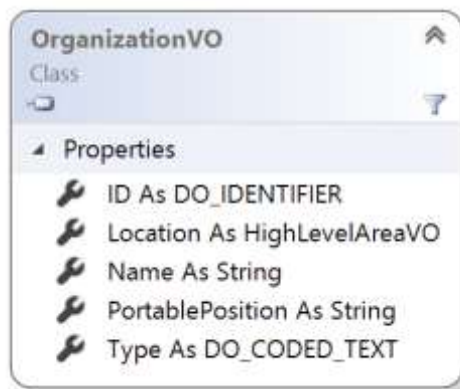 OrganizationVO
Class
Properties
ID As DO_IDENTIFIER
Location As HighLevelAreaVO
Name As String
PortablePosition As String
Type As DO_CODED_TEXT